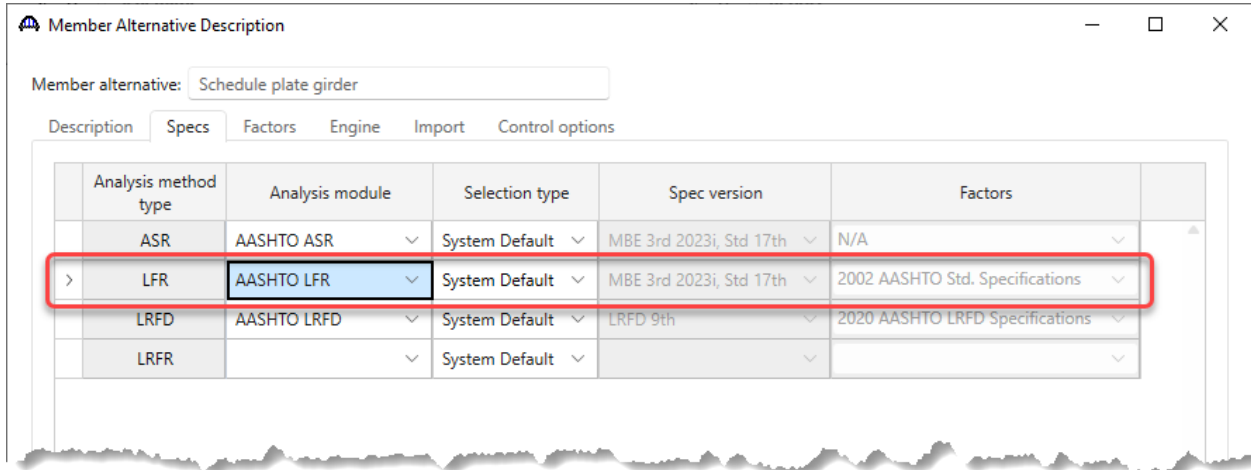 Member Alternative Description
Member alternative: Schedule plate girder
Description Specs Factors Engine Import Control options
Analysis method type Analysis module Selection type Spec version Factors
ASR AASHTO ASR System Default MBE 3rd 2023i, Std 17th N/A
LFR AASHTO LFR System Default MBE 3rd 2023i, Std 17th 2002 AASHTO Std. Specifications
LRFD AASHTO LRFD System Default LRFD 9th 2020 AASHTO LRFD Specifications
LRFR System Default